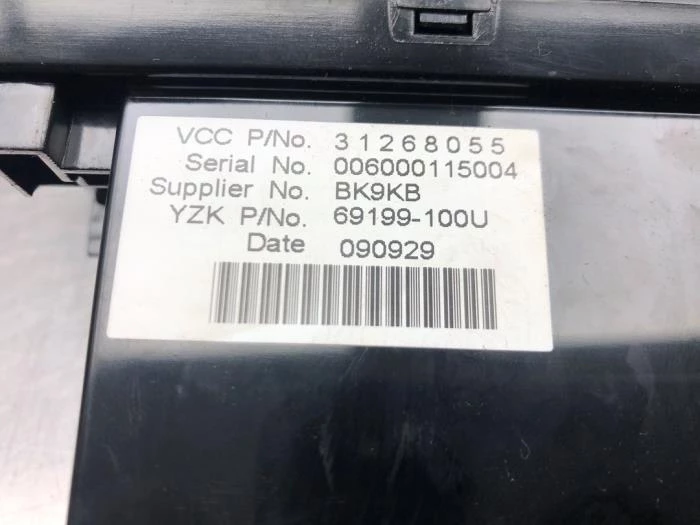 VCC P/No. 31268055
Serial No. 006000115004
Supplier No. BK9KB
YZK P/No. 69199-100U
Date 090929